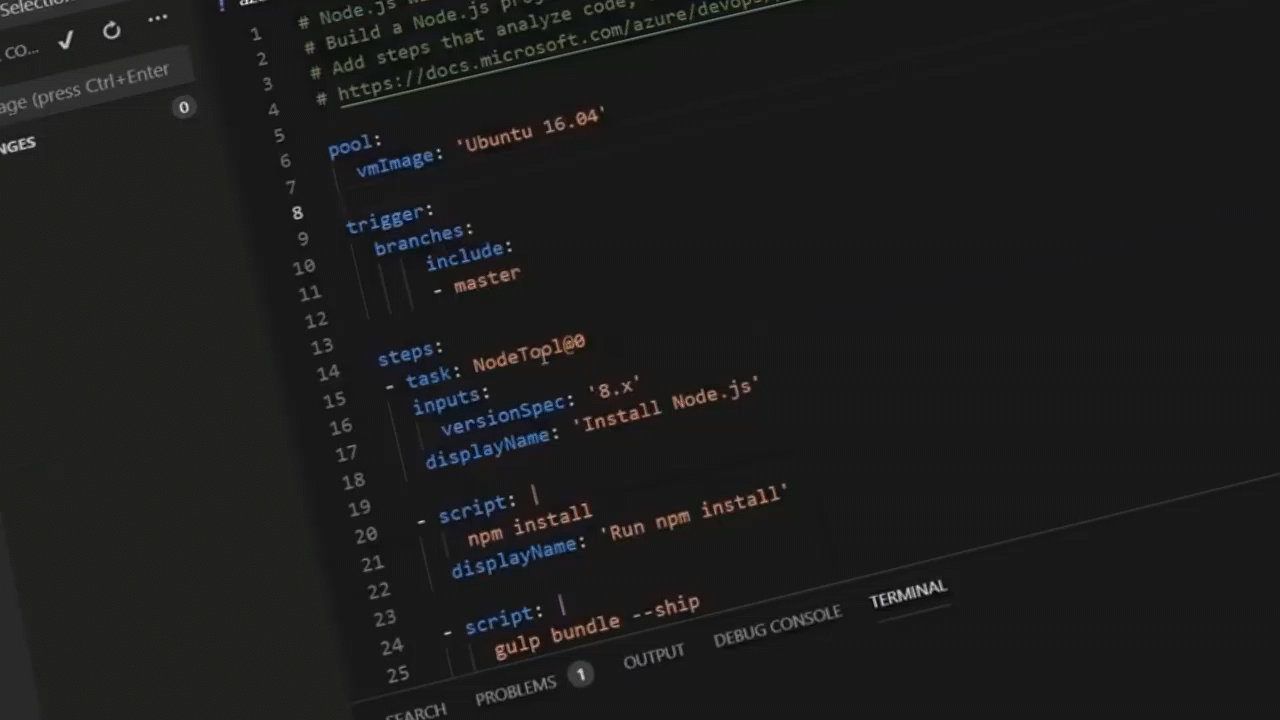 Selection
CO...
age (press Ctrl+Enter
0
NGES
1 # Node.js
2 # Build a Node.js
3 # Add steps that analyze code,
4 # https://docs.microsoft.com/azure/devops/
5
6 pool:
7 vmImage: 'Ubuntu 16.04'
8
9 trigger:
10 branches:
11 include:
12 - master
13
14 steps:
15 - task: NodeTool@0
16 inputs:
17 versionSpec: '8.x'
18 displayName: 'Install Node.js'
19
20 - script: |
21 npm install
22 displayName: 'Run npm install'
23
24 - script: |
25 gulp bundle --ship
SEARCH PROBLEMS 1 OUTPUT DEBUG CONSOLE TERMINAL